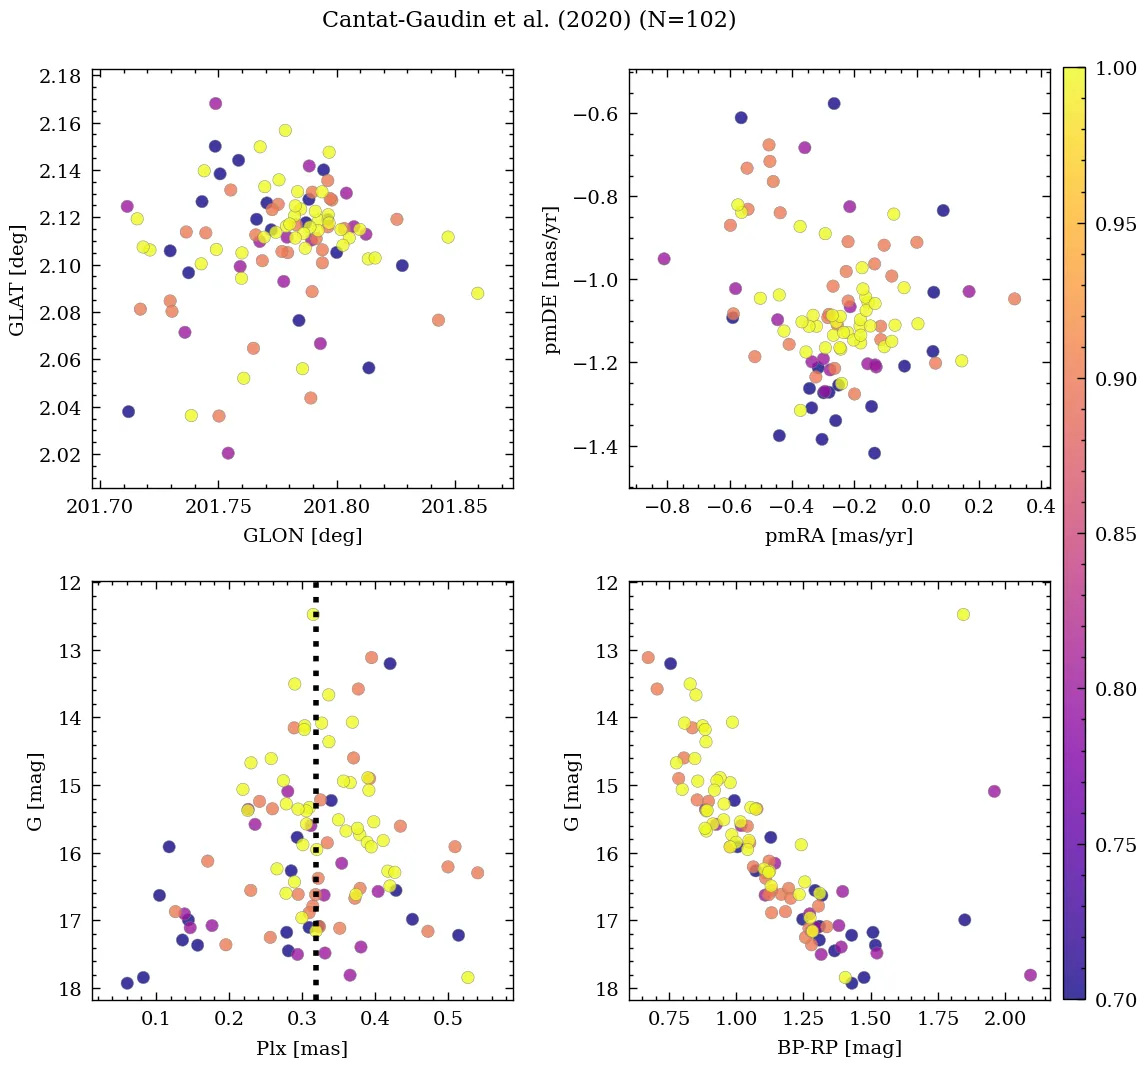 Cantat-Gaudin et al. (2020) (N=102)
2.18
2.16
2.14
2.12
2.10
2.08
2.06
2.04
2.02
GLAT [deg]
201.70 201.75 201.80 201.85
GLON [deg]
−0.6
−0.8
−1.0
−1.2
−1.4
pmDE [mas/yr]
−0.8 −0.6 −0.4 −0.2 0.0 0.2 0.4
pmRA [mas/yr]
12
13
14
15
16
17
18
G [mag]
0.1 0.2 0.3 0.4 0.5
Plx [mas]
12
13
14
15
16
17
18
G [mag]
0.75 1.00 1.25 1.50 1.75 2.00
BP-RP [mag]
1.00
0.95
0.90
0.85
0.80
0.75
0.70